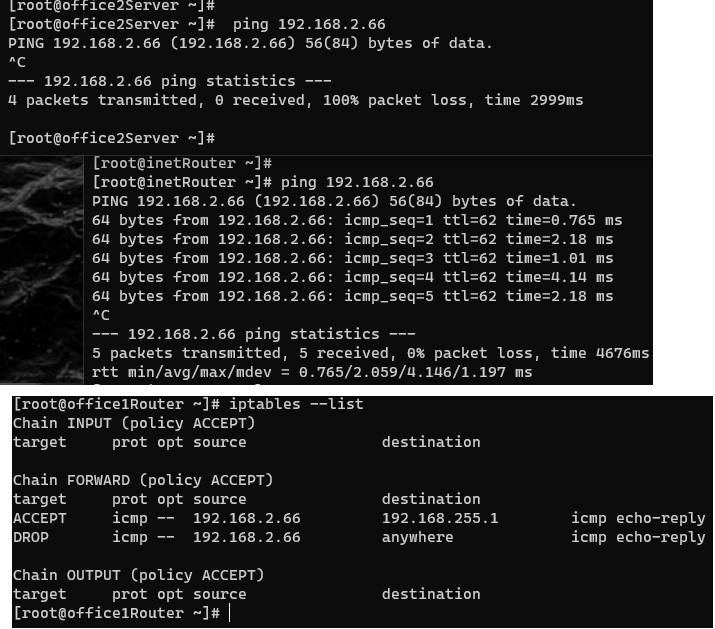 [root@office2Server ~]#
[root@office2Server ~]#  ping 192.168.2.66
PING 192.168.2.66 (192.168.2.66) 56(84) bytes of data.
^C
--- 192.168.2.66 ping statistics ---
4 packets transmitted, 0 received, 100% packet loss, time 2999ms
[root@office2Server ~]#
[root@inetRouter ~]#
[root@inetRouter ~]# ping 192.168.2.66
PING 192.168.2.66 (192.168.2.66) 56(84) bytes of data.
64 bytes from 192.168.2.66: icmp_seq=1 ttl=62 time=0.765 ms
64 bytes from 192.168.2.66: icmp_seq=2 ttl=62 time=2.18 ms
64 bytes from 192.168.2.66: icmp_seq=3 ttl=62 time=1.01 ms
64 bytes from 192.168.2.66: icmp_seq=4 ttl=62 time=4.14 ms
64 bytes from 192.168.2.66: icmp_seq=5 ttl=62 time=2.18 ms
^C
--- 192.168.2.66 ping statistics ---
5 packets transmitted, 5 received, 0% packet loss, time 4676ms
rtt min/avg/max/mdev = 0.765/2.059/4.146/1.197 ms
[root@office1Router ~]# iptables --list
Chain INPUT (policy ACCEPT)
target     prot opt source               destination
Chain FORWARD (policy ACCEPT)
target     prot opt source               destination
ACCEPT     icmp --  192.168.2.66         192.168.255.1        icmp echo-reply
DROP       icmp --  192.168.2.66         anywhere             icmp echo-reply
Chain OUTPUT (policy ACCEPT)
target     prot opt source               destination
[root@office1Router ~]#